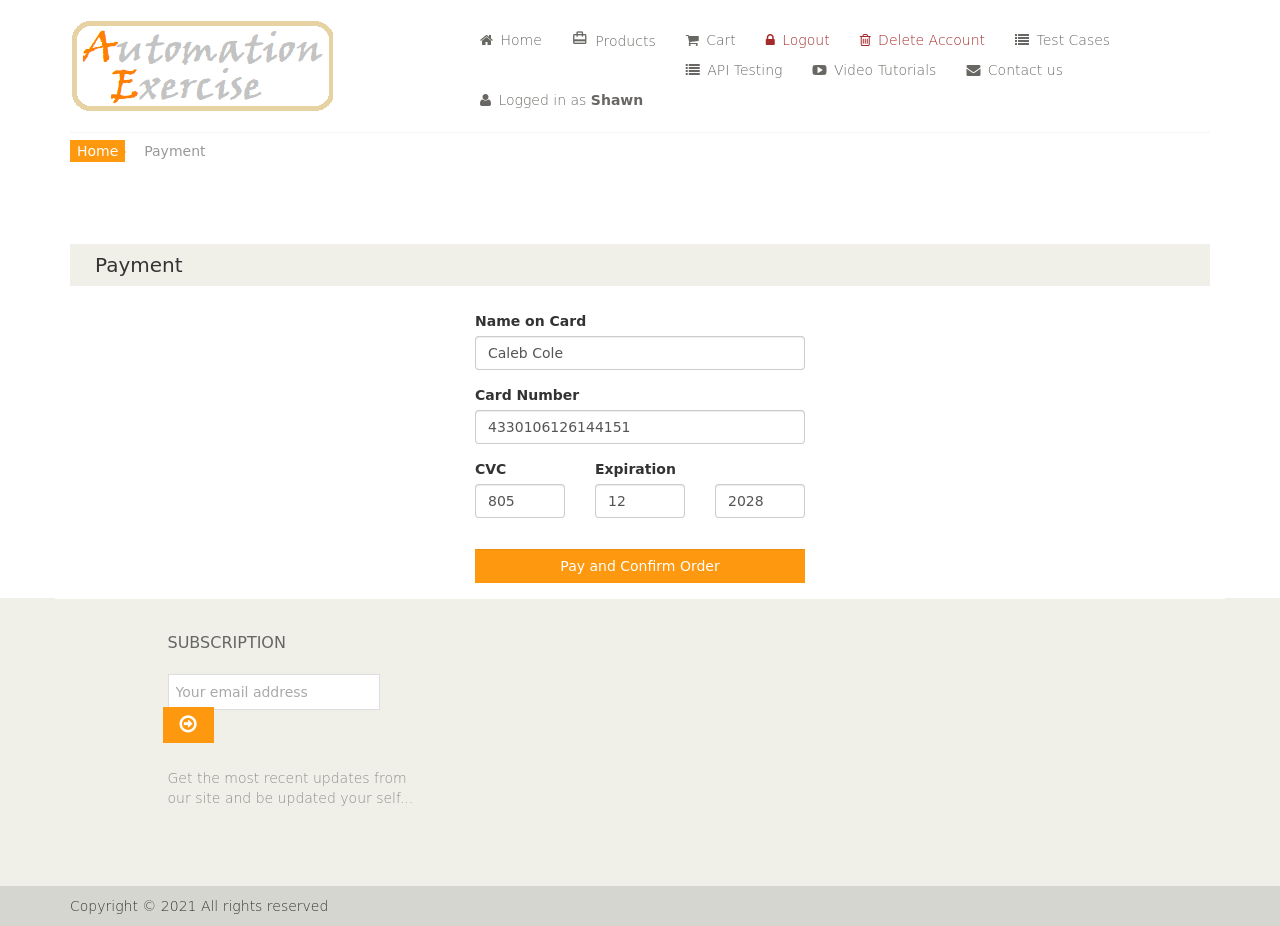 Automation
Exercise
Home
Products
Cart
Logout
Delete Account
Test Cases
API Testing
Video Tutorials
Contact us
Logged in as Shawn
Home
Payment
Payment
Name on Card
Caleb Cole
Card Number
4330106126144151
CVC
Expiration
805
12
2028
Pay and Confirm Order
SUBSCRIPTION
Your email address
Get the most recent updates from
our site and be updated your self...
Copyright © 2021 All rights reserved